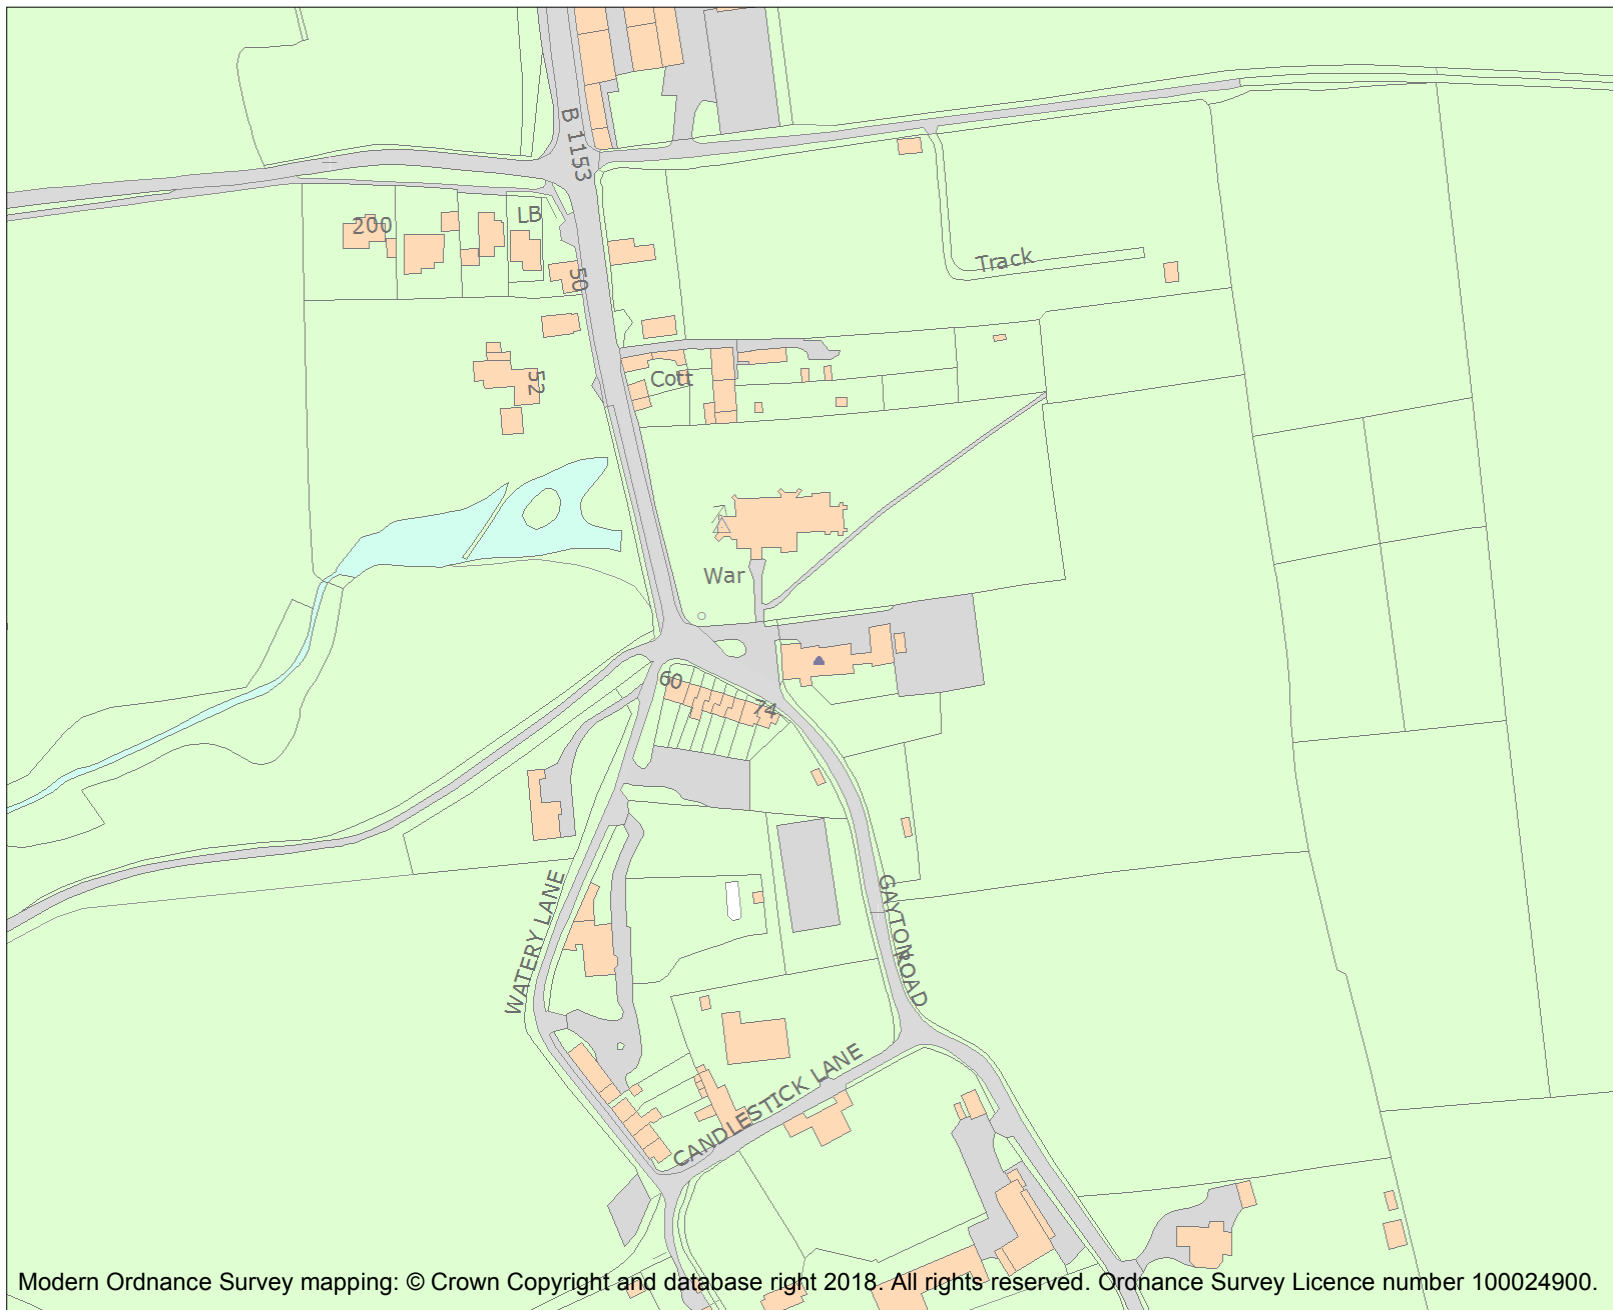 B 1153
LB
200
50
Track
52
Cott
War
60
74
WATERY LANE
GAYTON ROAD
CANDLESTICK LANE
Modern Ordnance Survey mapping: © Crown Copyright and database right 2018. All rights reserved. Ordnance Survey Licence number 100024900.